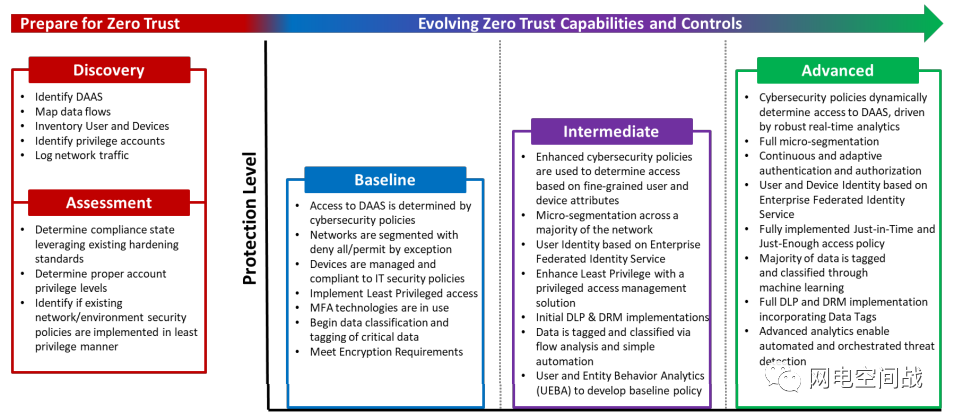 Prepare for Zero Trust
Evolving Zero Trust Capabilities and Controls
Discovery
• Identify DAAS
• Map data flows
• Inventory User and Devices
• Identify privilege accounts
• Log network traffic
Assessment
• Determine compliance state
leveraging existing hardening
standards
• Determine proper account
privilege levels
• Identify if existing
network/environment security
policies are implemented in least
privilege manner
Protection Level
Baseline
• Access to DAAS is determined by
cybersecurity policies
• Networks are segmented with
deny all/permit by exception
• Devices are managed and
compliant to IT security policies
• Implement Least Privileged access
• MFA technologies are in use
• Begin data classification and
tagging of critical data
• Meet Encryption Requirements
Intermediate
• Enhanced cybersecurity policies
are used to determine access
based on fine-grained user and
device attributes
• Micro-segmentation across a
majority of the network
• User Identity based on Enterprise
Federated Identity Service
• Enhance Least Privilege with a
privileged access management
solution
• Initial DLP & DRM implementations
• Data is tagged and classified via
flow analysis and simple
automation
• User and Entity Behavior Analytics
(UEBA) to develop baseline policy
Advanced
• Cybersecurity policies dynamically
determine access to DAAS, driven
by robust real-time analytics
• Full micro-segmentation
• Continuous and adaptive
authentication and authorization
• User and Device Identity based on
Enterprise Federated Identity
Service
• Fully implemented Just-in-Time and
Just-Enough access policy
• Majority of data is tagged
and classified through
machine learning
• Full DLP and DRM implementation
incorporating Data Tags
• Advanced analytics enable
automated and orchestrated threat
detection
网电空间战